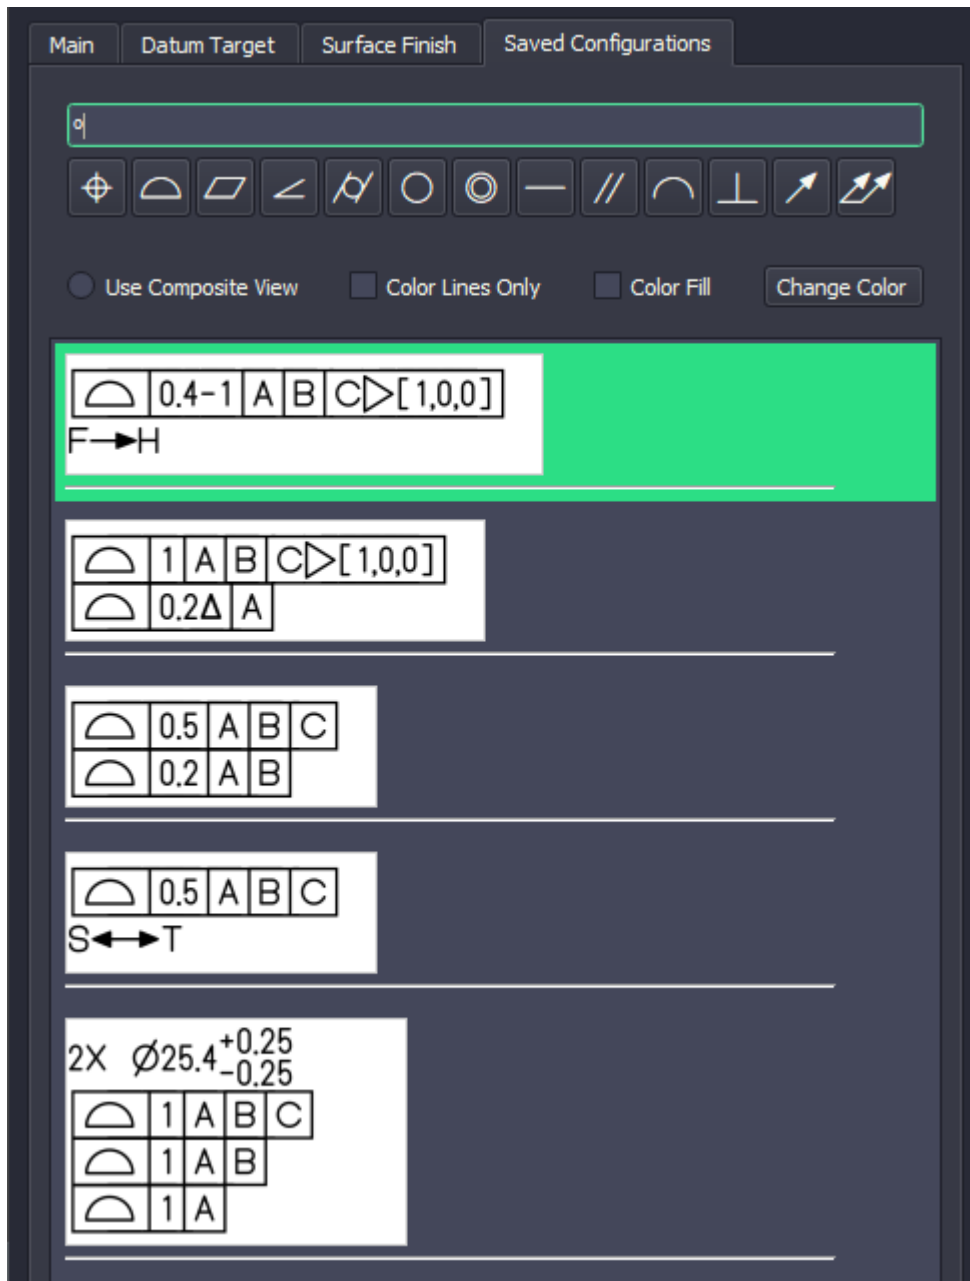 Main Datum Target Surface Finish Saved Configurations
Use Composite View Color Lines Only Color Fill Change Color
⌓ 0.4-1 A B C▷[1,0,0]
F→H
⌓ 1 A B C▷[1,0,0]
⌓ 0.2Δ A
⌓ 0.5 A B C
⌓ 0.2 A B
⌓ 0.5 A B C
S↔T
2X Ø25.4 +0.25 -0.25
⌓ 1 A B C
⌓ 1 A B
⌓ 1 A